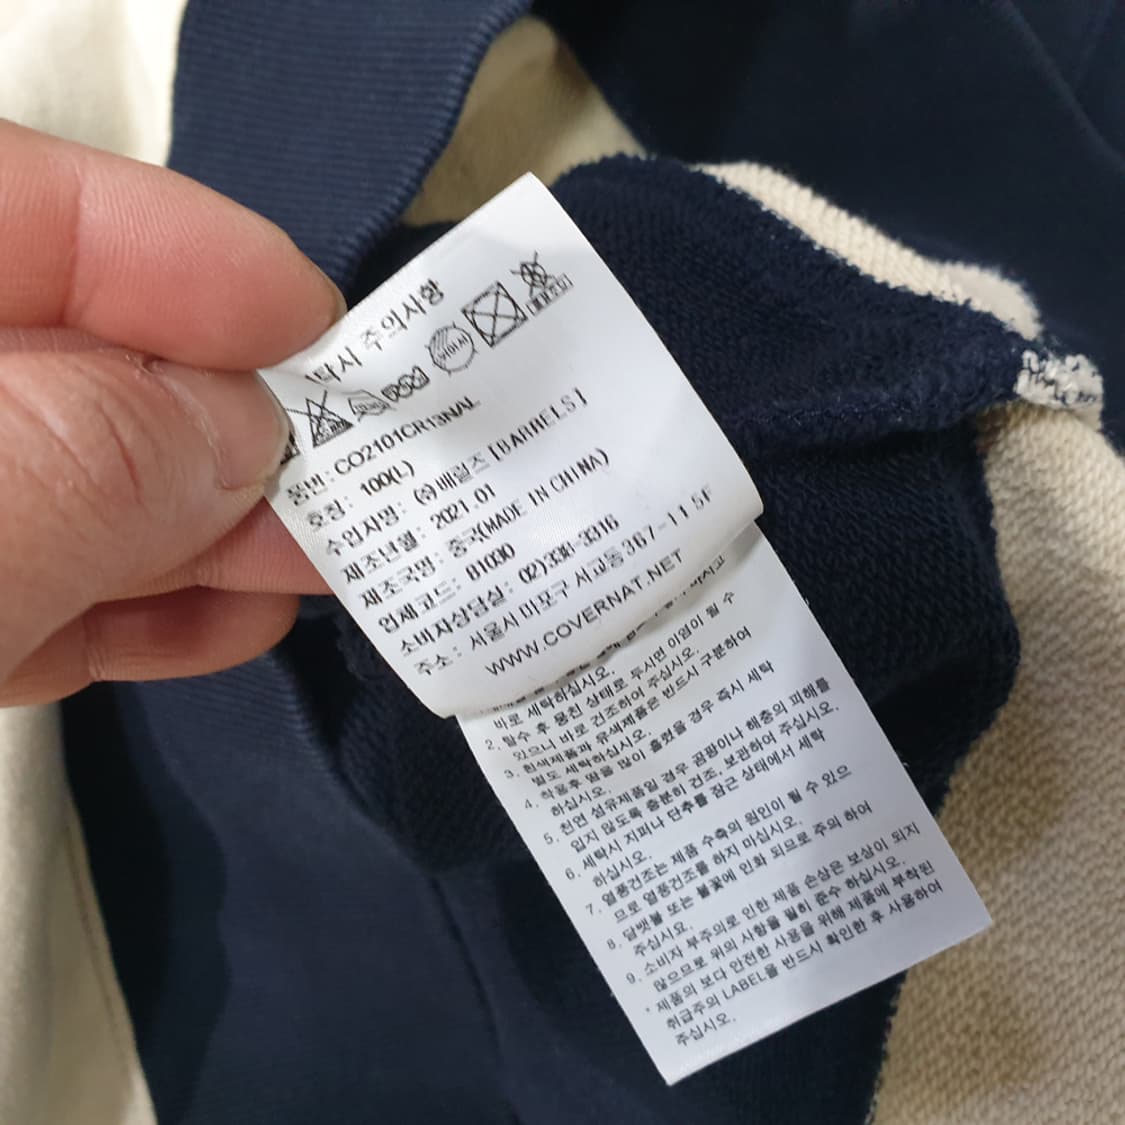 주의사항
품번: CO2101CR13NAL
호칭: 100(L)
수입자명: (주)배럴즈 [BARRELS]
제조년월: 2021.01
제조국명: 중국(MADE IN CHINA)
업체코드: 01030
소비자상담실: 02)338-3316
주소: 서울시 마포구 서교동 367-11 5F
WWW.COVERNAT.NET
바로 세탁하십시오.
2. 탈수 후 뭉친 상태로 두시면 이염이 될 수
있으니 바로 건조하여 주십시오.
3. 흰색제품과 유색제품은 반드시 구분하여
별도 세탁하십시오.
4. 착용후 땀을 많이 흘렸을 경우 즉시 세탁
하십시오.
5. 천연 섬유제품일 경우 곰팡이나 해충의 피해를
입지 않도록 충분히 건조, 보관하여 주십시오.
6. 세탁시 지퍼나 단추를 잠근 상태에서 세탁
하십시오.
7. 열풍건조는 제품 수축의 원인이 될 수 있으
므로 열풍건조를 하지 마십시오.
8. 담뱃불 또는 불꽃에 인화 되므로 주의 하여
주십시요.
9. 소비자 부주의로 인한 제품 손상은 보상이 되지
않으므로 위의 사항을 필히 준수 하십시오.
* 제품의 보다 안전한 사용을 위해 제품에 부착된
취급주의 LABEL을 반드시 확인한 후 사용하여
주십시오.